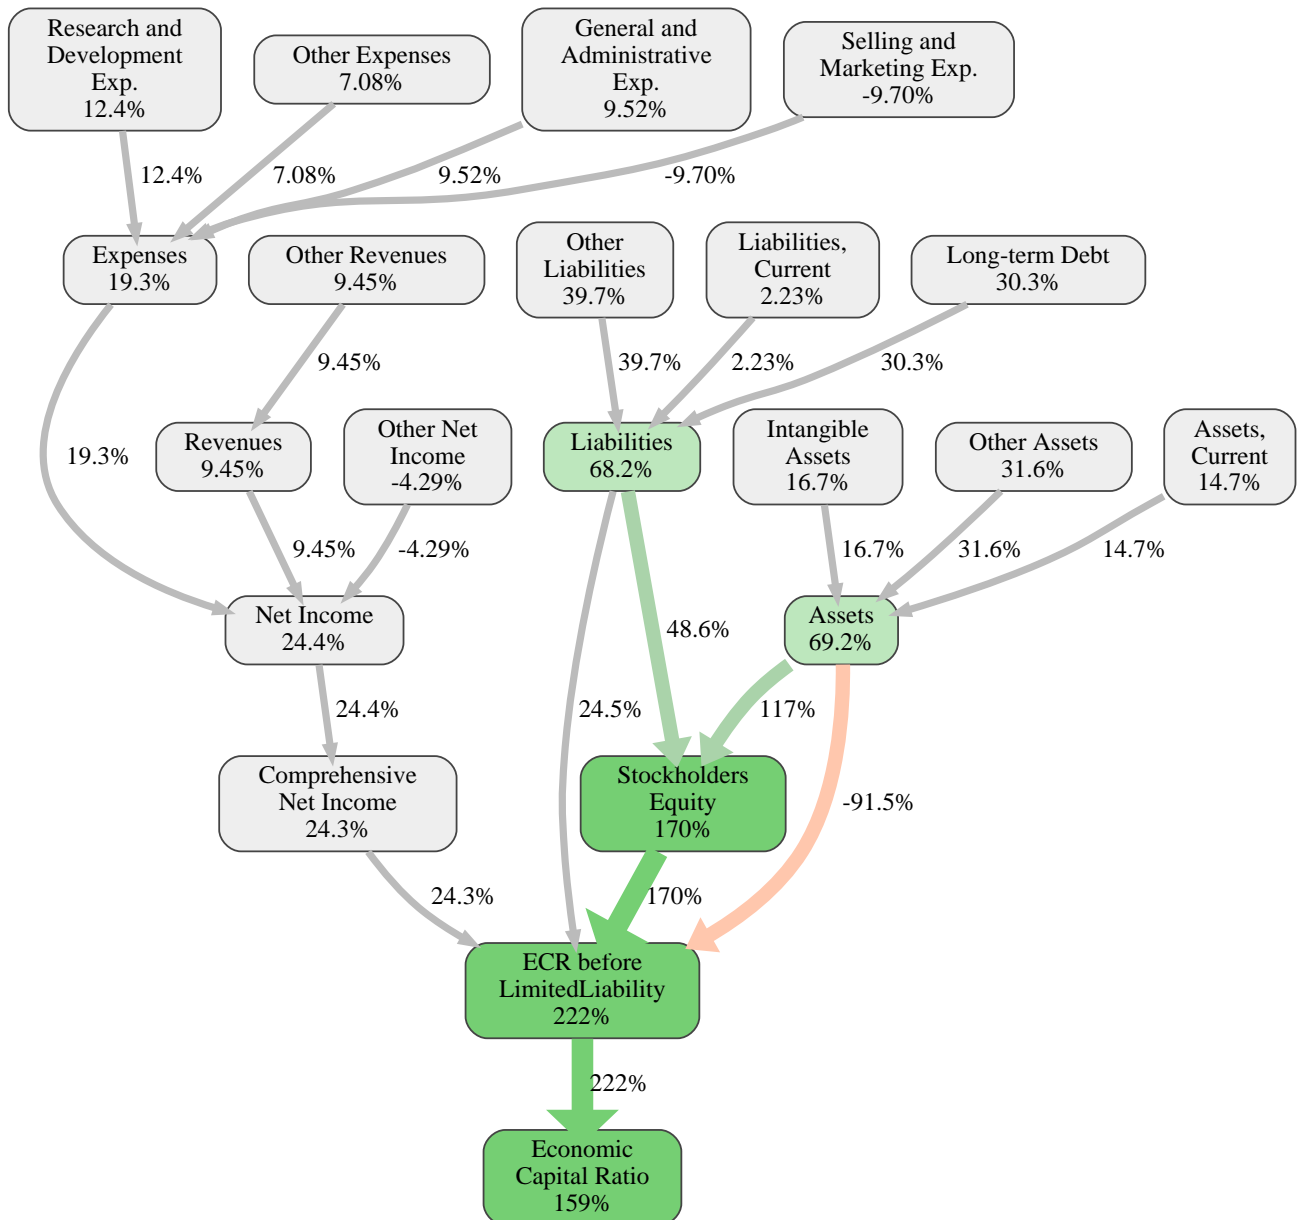 Research and
Development
Exp.
12.4%
Other Expenses
7.08%
General and
Administrative
Exp.
9.52%
Selling and
Marketing Exp.
-9.70%
12.4%
7.08%
9.52%
-9.70%
Expenses
19.3%
Other Revenues
9.45%
Other
Liabilities
39.7%
Liabilities,
Current
2.23%
Long-term Debt
30.3%
9.45%
39.7%
2.23%
30.3%
19.3%
Revenues
9.45%
Other Net
Income
-4.29%
Liabilities
68.2%
Intangible
Assets
16.7%
Other Assets
31.6%
Assets,
Current
14.7%
9.45%
-4.29%
16.7%
31.6%
14.7%
Net Income
24.4%
48.6%
Assets
69.2%
24.4%
24.5%
117%
Comprehensive
Net Income
24.3%
Stockholders
Equity
170%
-91.5%
24.3%
170%
ECR before
LimitedLiability
222%
222%
Economic
Capital Ratio
159%